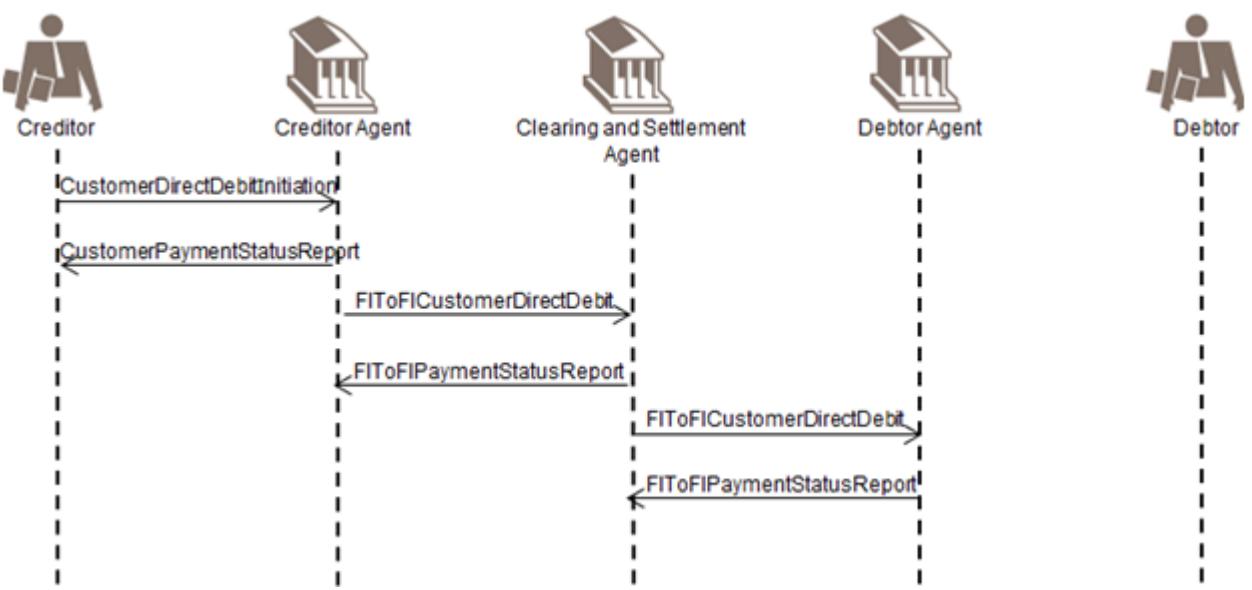 Creditor
Creditor Agent
Clearing and Settlement
Agent
Debtor Agent
Debtor
CustomerDirectDebitInitiation
CustomerPaymentStatusReport
FIToFICustomerDirectDebit
FIToFIPaymentStatusReport
FIToFICustomerDirectDebit
FIToFIPaymentStatusReport